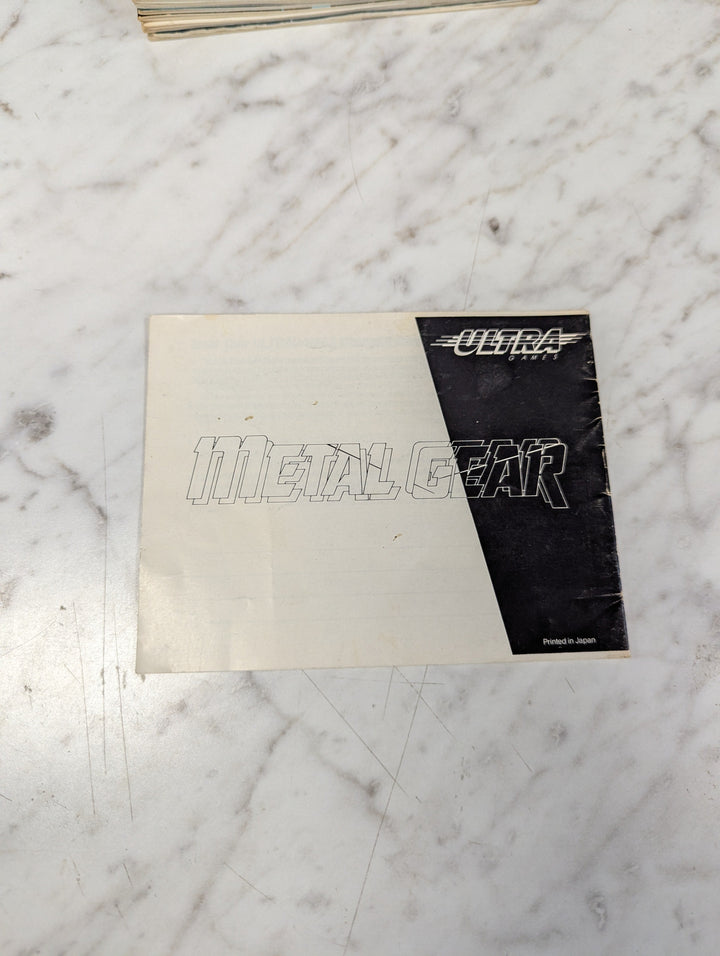 ULTRA
GAMES
METAL GEAR
Printed in Japan